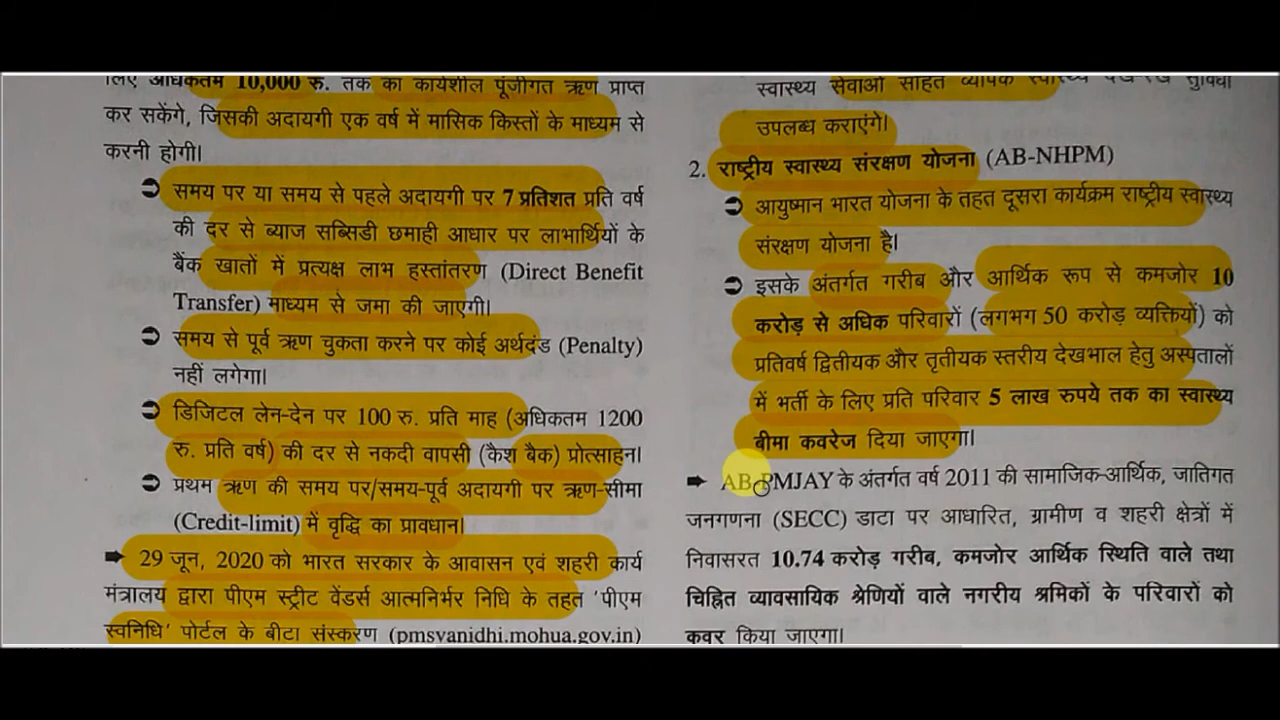 लिए अधिकतम 10,000 रु. तक का कार्यशील पूंजीगत ऋण प्राप्त
कर सकेंगे, जिसकी अदायगी एक वर्ष में मासिक किस्तों के माध्यम से
करनी होगी।
➲ समय पर या समय से पहले अदायगी पर 7 प्रतिशत प्रति वर्ष
की दर से ब्याज सब्सिडी छमाही आधार पर लाभार्थियों के
बैंक खातों में प्रत्यक्ष लाभ हस्तांतरण (Direct Benefit
Transfer) माध्यम से जमा की जाएगी।
➲ समय से पूर्व ऋण चुकता करने पर कोई अर्थदंड (Penalty)
नहीं लगेगा।
➲ डिजिटल लेन-देन पर 100 रु. प्रति माह (अधिकतम 1200
रु. प्रति वर्ष) की दर से नकदी वापसी (कैश बैक) प्रोत्साहन।
➲ प्रथम ऋण की समय पर/समय-पूर्व अदायगी पर ऋण-सीमा
(Credit-limit) में वृद्धि का प्रावधान।
➨ 29 जून, 2020 को भारत सरकार के आवासन एवं शहरी कार्य
मंत्रालय द्वारा पीएम स्ट्रीट वेंडर्स आत्मनिर्भर निधि के तहत 'पीएम
स्वनिधि' पोर्टल के बीटा संस्करण (pmsvanidhi.mohua.gov.in)
स्वास्थ्य सेवाओं सहित व्यापक स्वास्थ्य देख-रेख सुविधा
उपलब्ध कराएंगे।
2. राष्ट्रीय स्वास्थ्य संरक्षण योजना (AB-NHPM)
➲ आयुष्मान भारत योजना के तहत दूसरा कार्यक्रम राष्ट्रीय स्वास्थ्य
संरक्षण योजना है।
➲ इसके अंतर्गत गरीब और आर्थिक रूप से कमजोर 10
करोड़ से अधिक परिवारों (लगभग 50 करोड़ व्यक्तियों) को
प्रतिवर्ष द्वितीयक और तृतीयक स्तरीय देखभाल हेतु अस्पतालों
में भर्ती के लिए प्रति परिवार 5 लाख रुपये तक का स्वास्थ्य
बीमा कवरेज दिया जाएगा।
➨ AB-PMJAY के अंतर्गत वर्ष 2011 की सामाजिक-आर्थिक, जातिगत
जनगणना (SECC) डाटा पर आधारित, ग्रामीण व शहरी क्षेत्रों में
निवासरत 10.74 करोड़ गरीब, कमजोर आर्थिक स्थिति वाले तथा
चिह्नित व्यावसायिक श्रेणियों वाले नगरीय श्रमिकों के परिवारों को
कवर किया जाएगा।